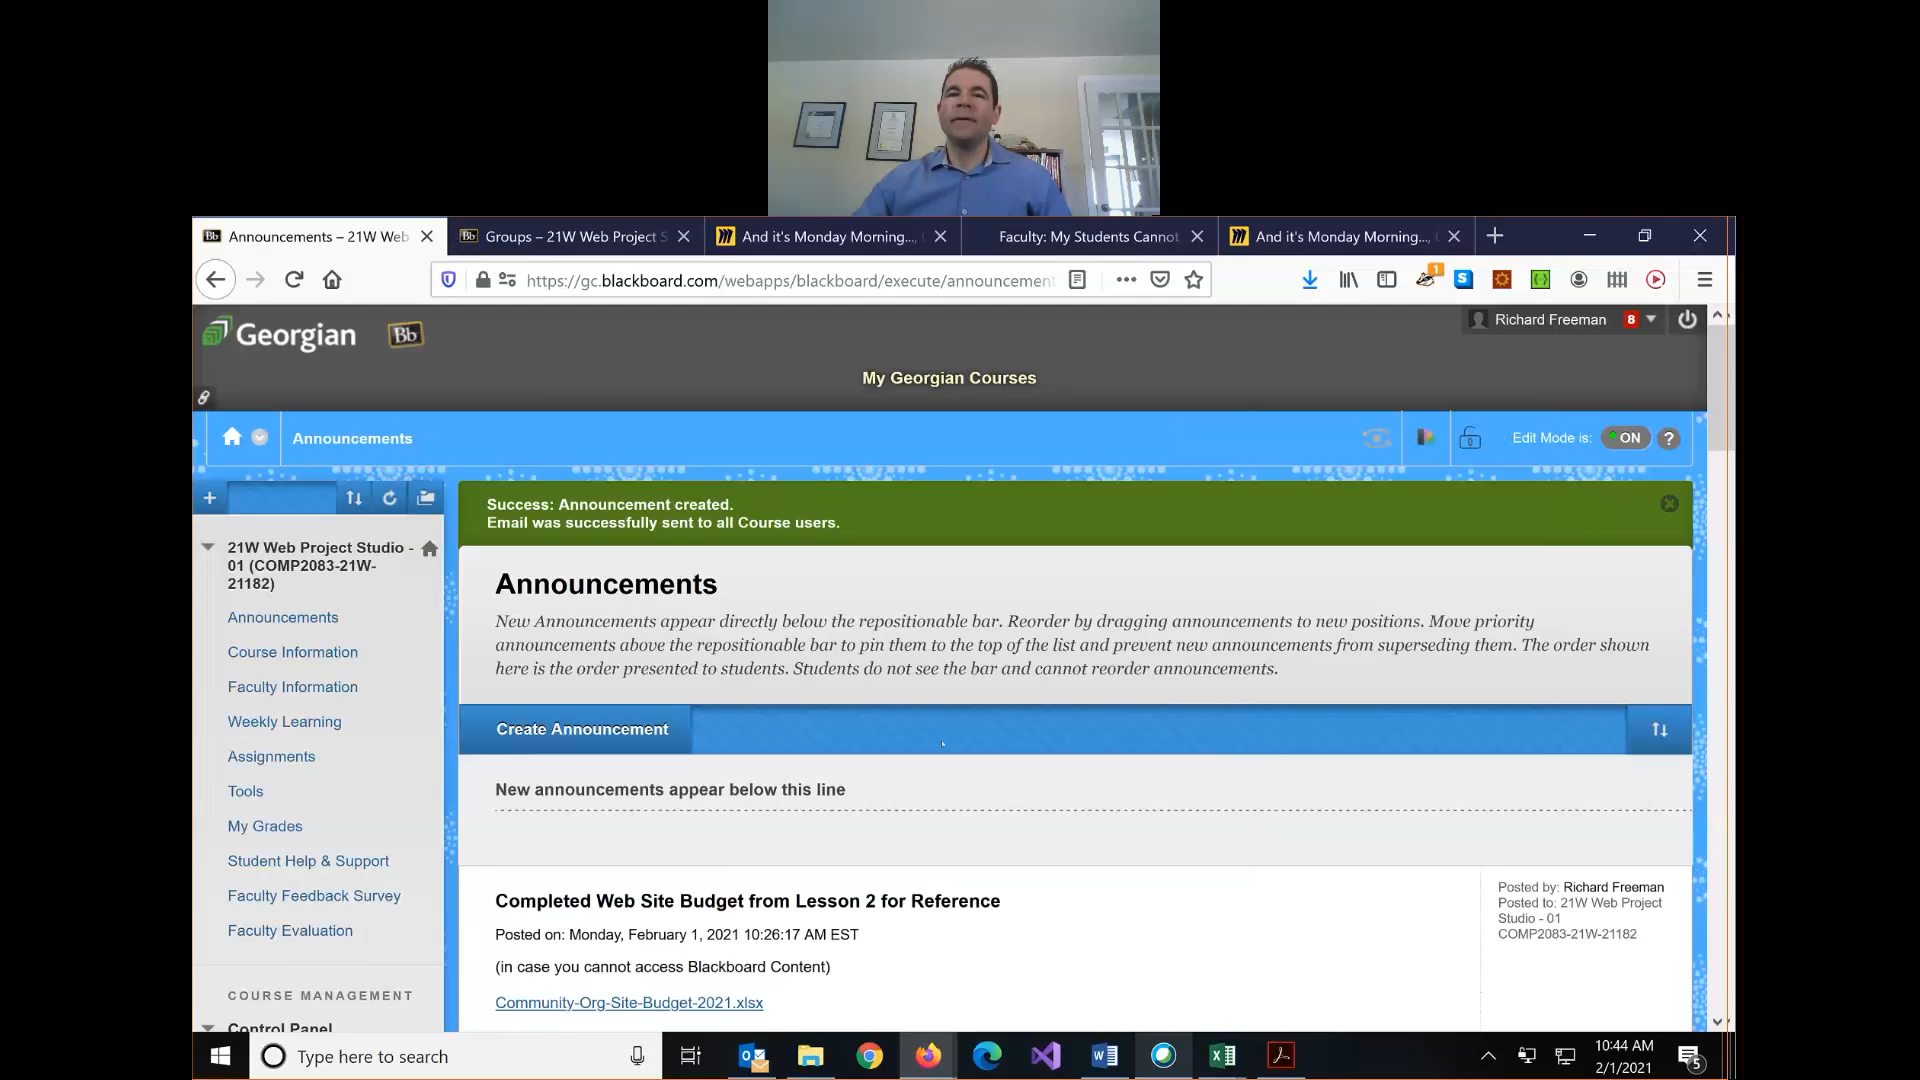 Announcements – 21W Web
Groups – 21W Web Project S
And it's Monday Morning...,
Faculty: My Students Cannot
And it's Monday Morning...,
https://gc.blackboard.com/webapps/blackboard/execute/announcement
1
S
Georgian
Bb
Richard Freeman
8
My Georgian Courses
Announcements
Edit Mode is:
ON
?
Success: Announcement created.
Email was successfully sent to all Course users.
21W Web Project Studio -
01 (COMP2083-21W-
21182)
Announcements
Course Information
Faculty Information
Weekly Learning
Assignments
Tools
My Grades
Student Help & Support
Faculty Feedback Survey
Faculty Evaluation
COURSE MANAGEMENT
Control Panel
Announcements
New Announcements appear directly below the repositionable bar. Reorder by dragging announcements to new positions. Move priority
announcements above the repositionable bar to pin them to the top of the list and prevent new announcements from superseding them. The order shown
here is the order presented to students. Students do not see the bar and cannot reorder announcements.
Create Announcement
New announcements appear below this line
Completed Web Site Budget from Lesson 2 for Reference
Posted on: Monday, February 1, 2021 10:26:17 AM EST
(in case you cannot access Blackboard Content)
Community-Org-Site-Budget-2021.xlsx
Posted by: Richard Freeman
Posted to: 21W Web Project
Studio - 01
COMP2083-21W-21182
Type here to search
10:44 AM
2/1/2021
5